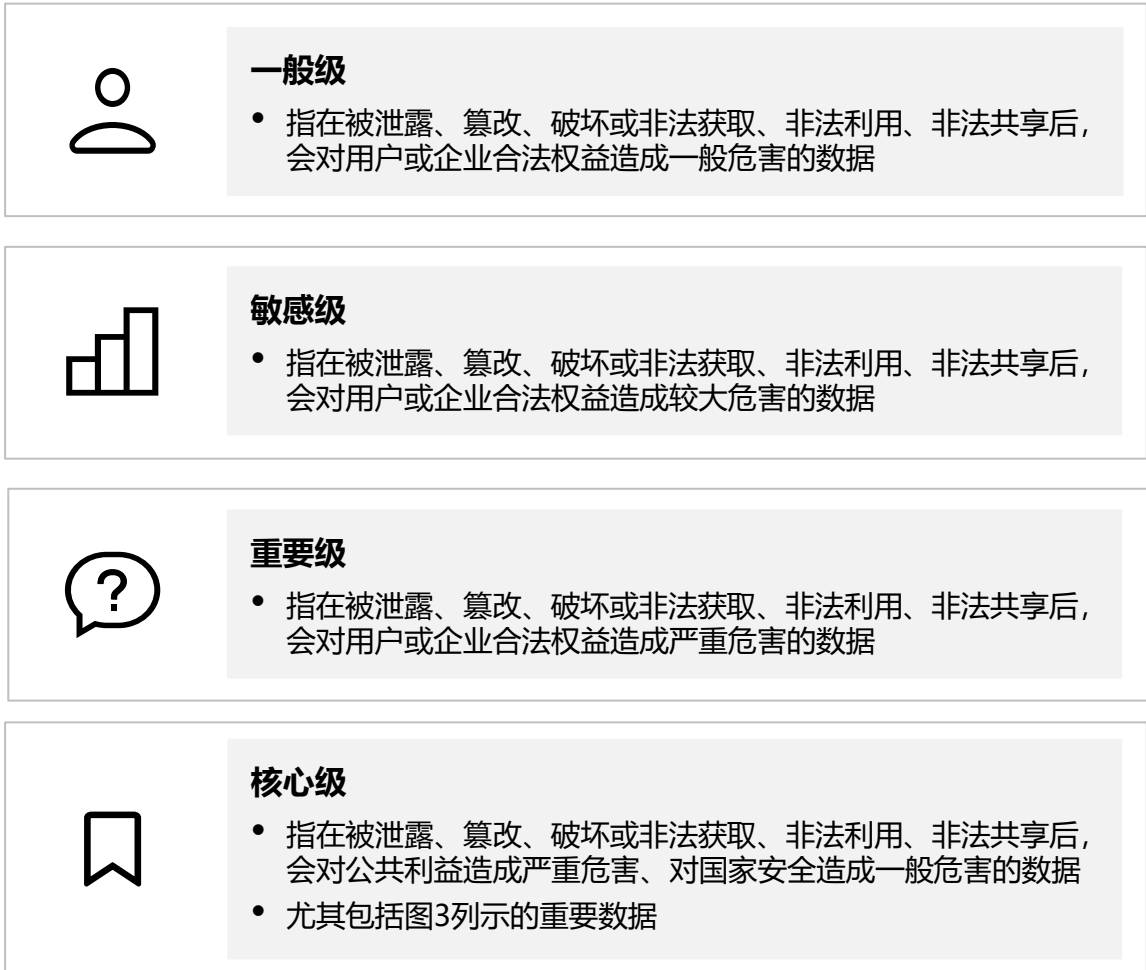 一般级
• 指在被泄露、篡改、破坏或非法获取、非法利用、非法共享后，
会对用户或企业合法权益造成一般危害的数据
敏感级
• 指在被泄露、篡改、破坏或非法获取、非法利用、非法共享后，
会对用户或企业合法权益造成较大危害的数据
?
重要级
• 指在被泄露、篡改、破坏或非法获取、非法利用、非法共享后，
会对用户或企业合法权益造成严重危害的数据
核心级
• 指在被泄露、篡改、破坏或非法获取、非法利用、非法共享后，
会对公共利益造成严重危害、对国家安全造成一般危害的数据
• 尤其包括图3列示的重要数据